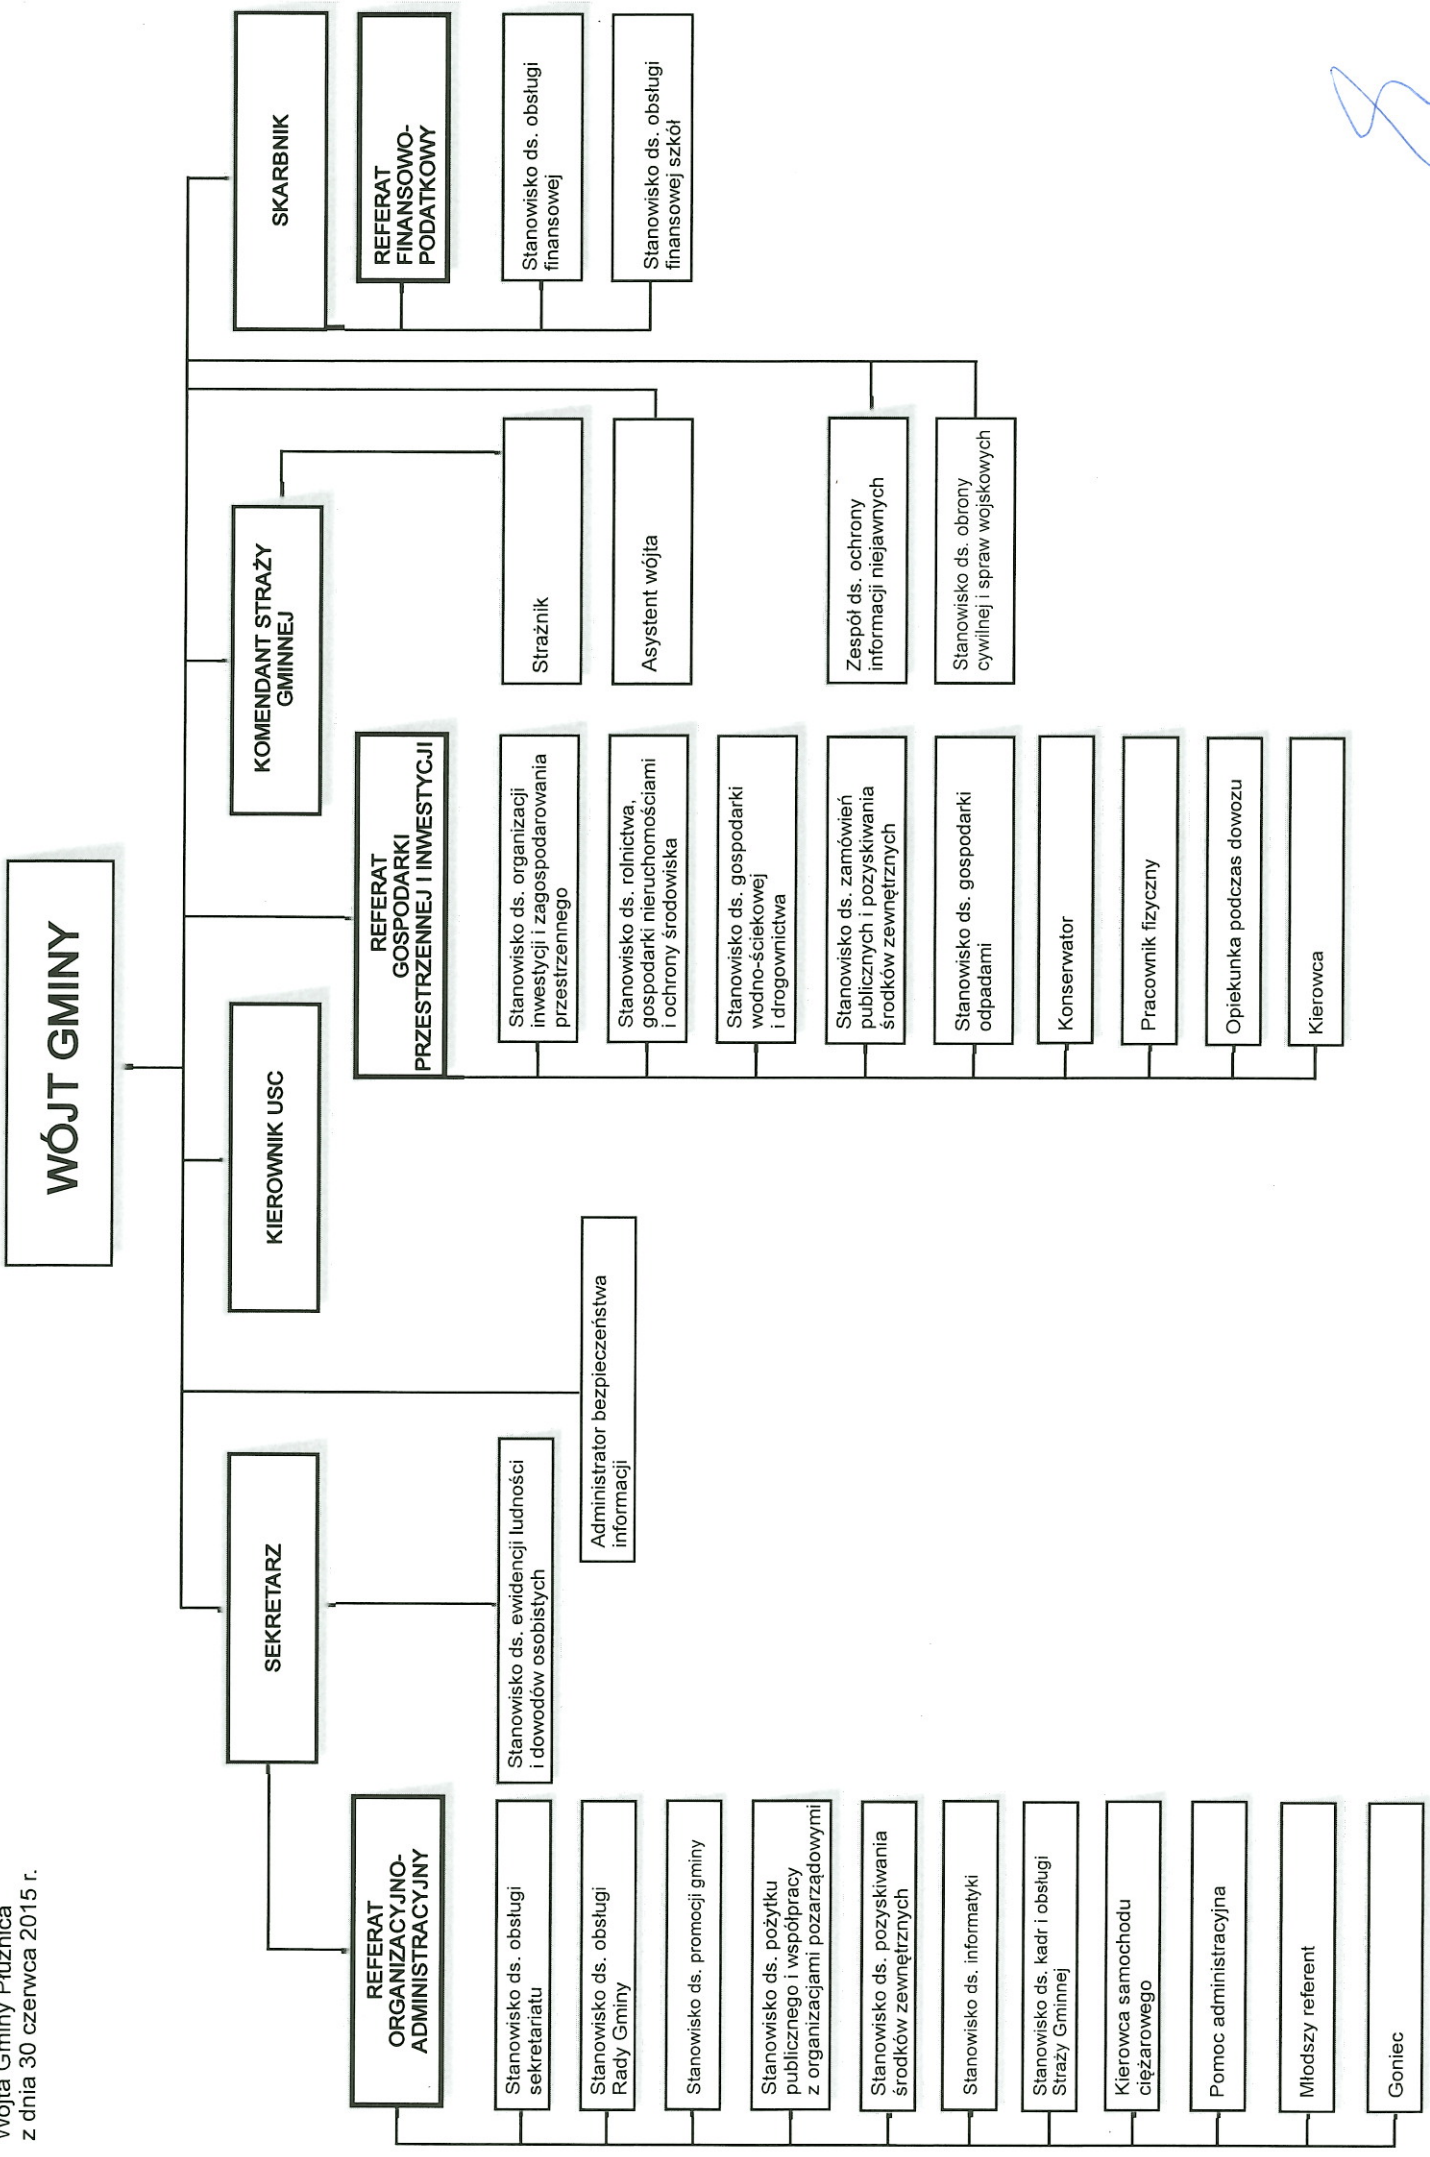 Wójta Gminy Płużnica
z dnia 30 czerwca 2015 r.
WÓJT GMINY
SEKRETARZ
KIEROWNIK USC
KOMENDANT STRAŻY
GMINNEJ
SKARBNIK
REFERAT
ORGANIZACYJNO-
ADMINISTRACYJNY
Stanowisko ds. obsługi
sekretariatu
Stanowisko ds. obsługi
Rady Gminy
Stanowisko ds. promocji gminy
Stanowisko ds. pożytku
publicznego i współpracy
z organizacjami pozarządowymi
Stanowisko ds. pozyskiwania
środków zewnętrznych
Stanowisko ds. informatyki
Stanowisko ds. kadr i obsługi
Straży Gminnej
Kierowca samochodu
ciężarowego
Pomoc administracyjna
Młodszy referent
Goniec
Stanowisko ds. ewidencji ludności
i dowodów osobistych
Administrator bezpieczeństwa
informacji
REFERAT
GOSPODARKI
PRZESTRZENNEJ I INWESTYCJI
Stanowisko ds. organizacji
inwestycji i zagospodarowania
przestrzennego
Stanowisko ds. rolnictwa,
gospodarki nieruchomościami
i ochrony środowiska
Stanowisko ds. gospodarki
wodno-ściekowej
i drogownictwa
Stanowisko ds. zamówień
publicznych i pozyskiwania
środków zewnętrznych
Stanowisko ds. gospodarki
odpadami
Konserwator
Pracownik fizyczny
Opiekunka podczas dowozu
Kierowca
Strażnik
Asystent wójta
Zespół ds. ochrony
informacji niejawnych
Stanowisko ds. obrony
cywilnej i spraw wojskowych
REFERAT
FINANSOWO-
PODATKOWY
Stanowisko ds. obsługi
finansowej
Stanowisko ds. obsługi
finansowej szkół